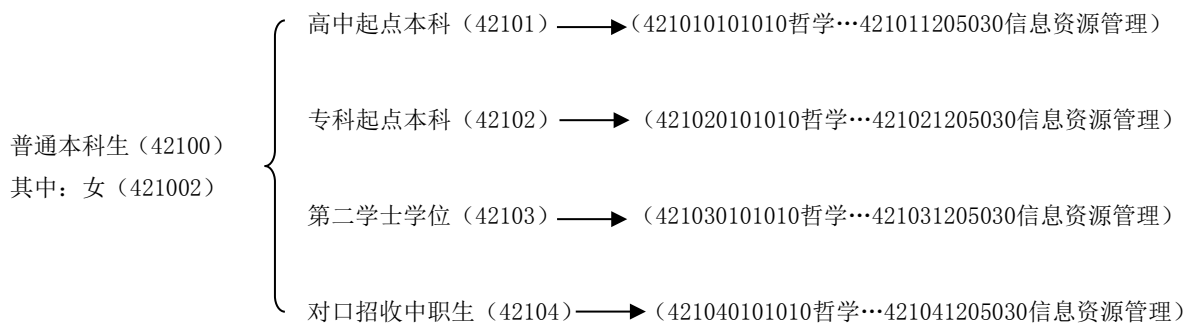 高中起点本科（42101）（421010101010哲学…421011205030信息资源管理）
专科起点本科（42102）（421020101010哲学…421021205030信息资源管理）
普通本科生（42100）
其中：女（421002）
第二学士学位（42103）（421030101010哲学…421031205030信息资源管理）
对口招收中职生（42104）（421040101010哲学…421041205030信息资源管理）